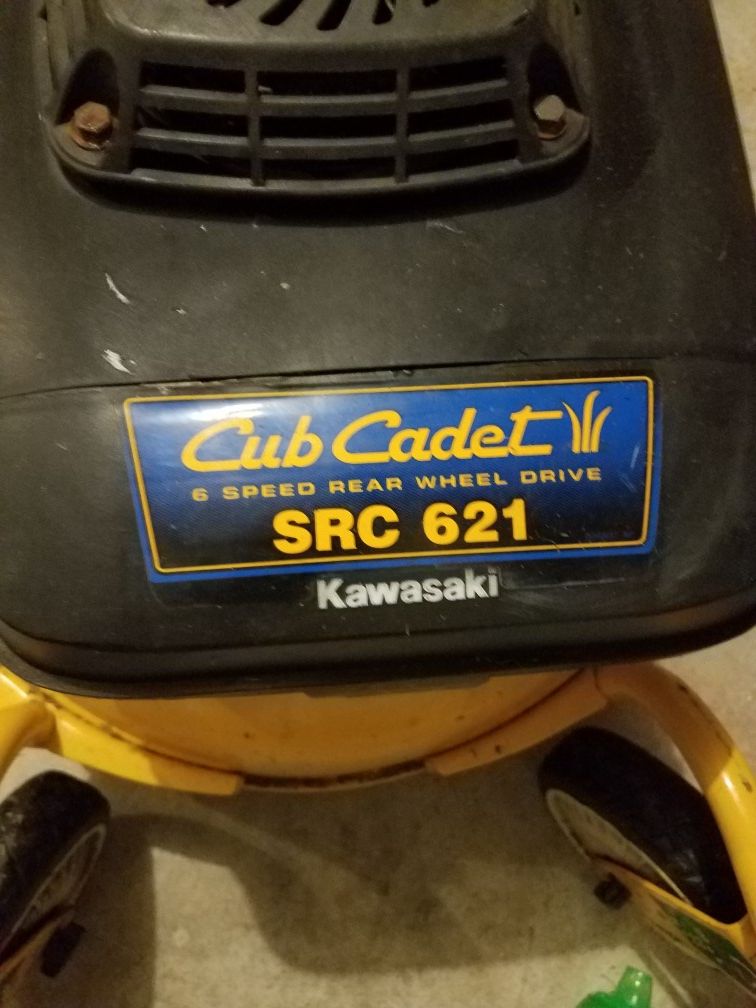 Cub Cadet
6 SPEED REAR WHEEL DRIVE
SRC 621
Kawasaki